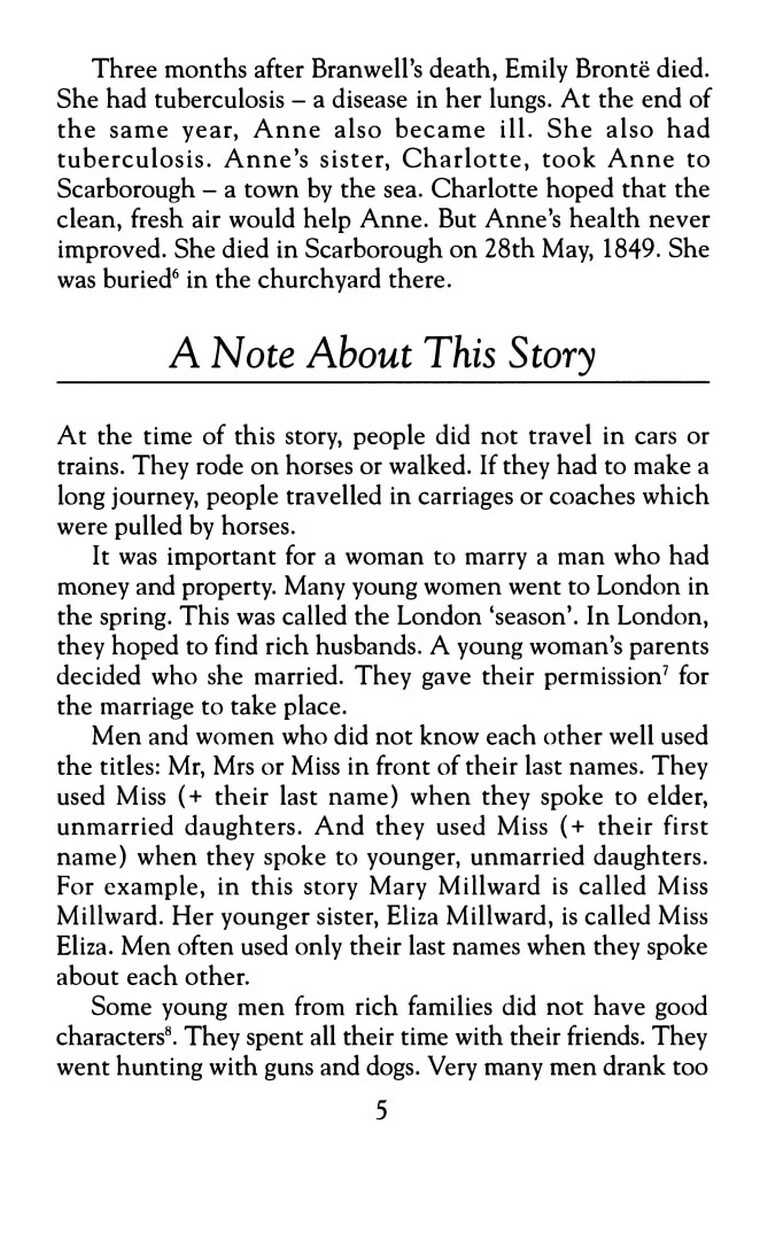 Three months after Branwell's death, Emily Brontë died.
She had tuberculosis – a disease in her lungs. At the end of
the same year, Anne also became ill. She also had
tuberculosis. Anne's sister, Charlotte, took Anne to
Scarborough – a town by the sea. Charlotte hoped that the
clean, fresh air would help Anne. But Anne's health never
improved. She died in Scarborough on 28th May, 1849. She
was buried⁶ in the churchyard there.
A Note About This Story
At the time of this story, people did not travel in cars or
trains. They rode on horses or walked. If they had to make a
long journey, people travelled in carriages or coaches which
were pulled by horses.
It was important for a woman to marry a man who had
money and property. Many young women went to London in
the spring. This was called the London ‘season’. In London,
they hoped to find rich husbands. A young woman's parents
decided who she married. They gave their permission⁷ for
the marriage to take place.
Men and women who did not know each other well used
the titles: Mr, Mrs or Miss in front of their last names. They
used Miss (+ their last name) when they spoke to elder,
unmarried daughters. And they used Miss (+ their first
name) when they spoke to younger, unmarried daughters.
For example, in this story Mary Millward is called Miss
Millward. Her younger sister, Eliza Millward, is called Miss
Eliza. Men often used only their last names when they spoke
about each other.
Some young men from rich families did not have good
characters⁸. They spent all their time with their friends. They
went hunting with guns and dogs. Very many men drank too
5